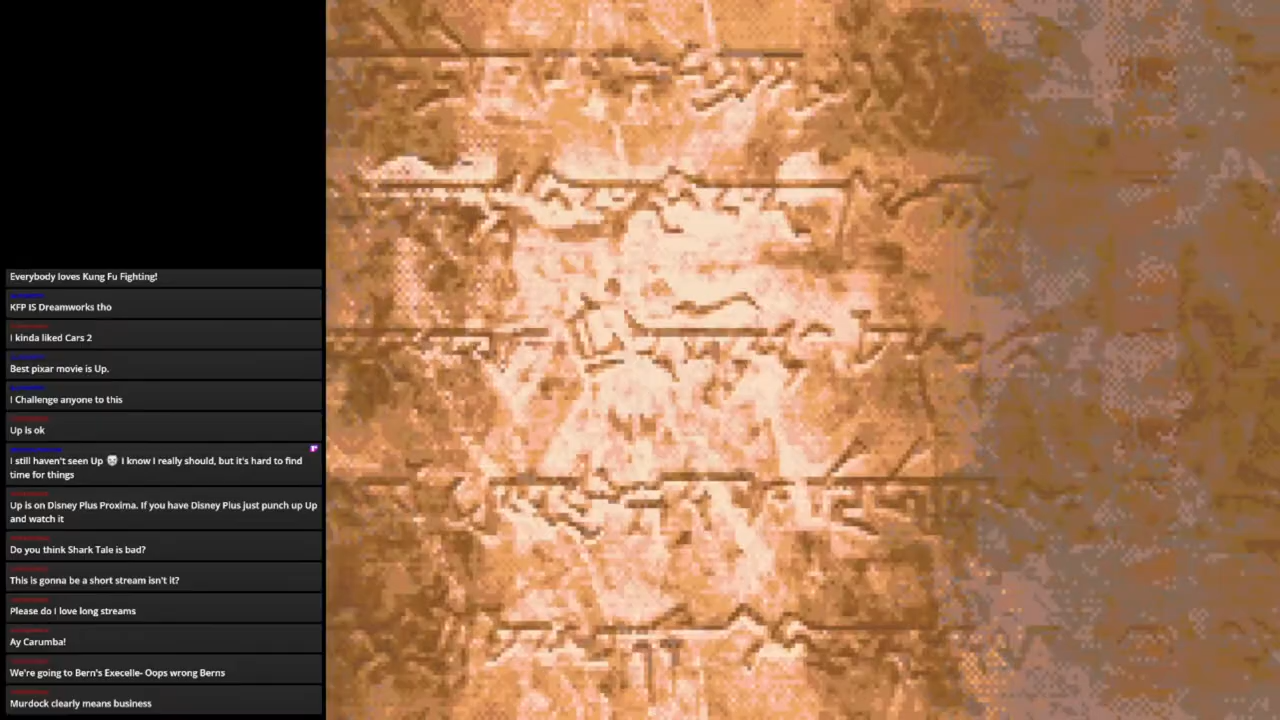 Everybody loves Kung Fu Fighting!
KFP IS Dreamworks tho
I kinda liked Cars 2
Best pixar movie is Up.
I Challenge anyone to this
Up is ok
I still haven't seen Up 💀 I know I really should, but it's hard to find
time for things
Up is on Disney Plus Proxima. If you have Disney Plus just punch up Up
and watch it
Do you think Shark Tale is bad?
This is gonna be a short stream isn't it?
Please do I love long streams
Ay Carumba!
We're going to Bern's Execelle- Oops wrong Berns
Murdock clearly means business